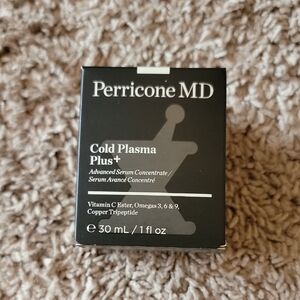 Perricone MD
Cold Plasma
Plus+
Advanced Serum Concentrate/
Serum Avancé Concentré
Vitamin C Ester, Omegas 3, 6 & 9,
Copper Tripeptide
℮ 30 mL / 1 fl oz